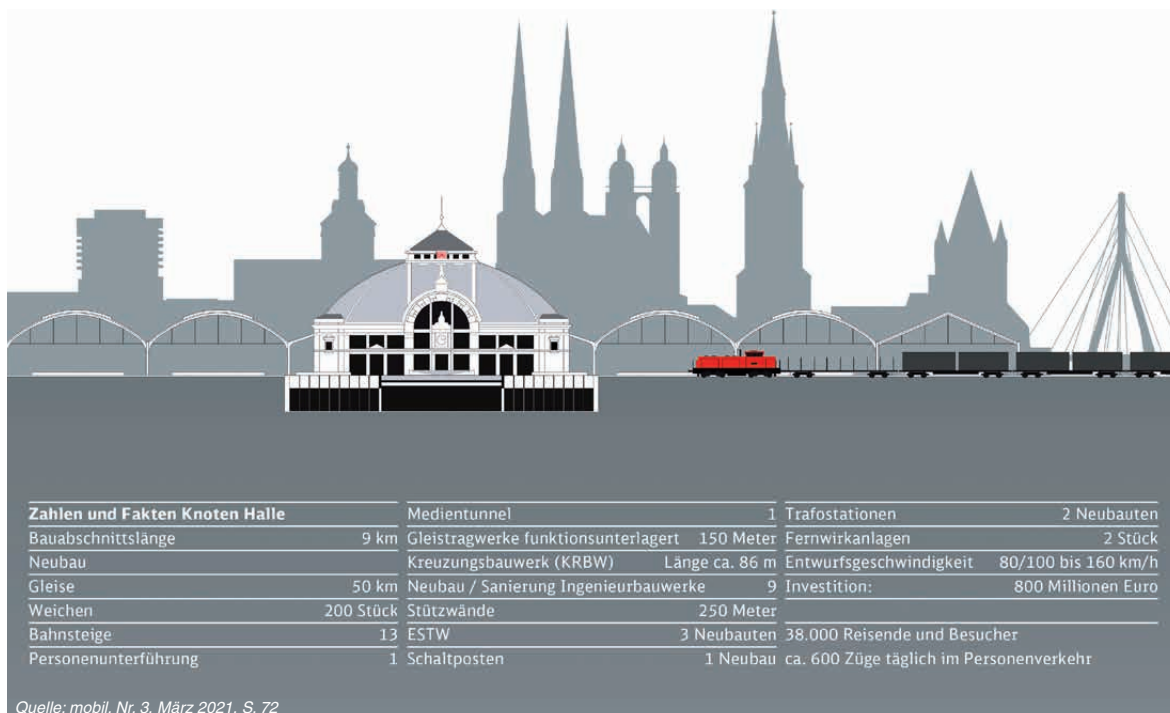 Zahlen und Fakten Knoten Halle
Bauabschnittslänge 9 km
Neubau
Gleise 50 km
Weichen 200 Stück
Bahnsteige 13
Personenunterführung 1
Medientunnel 1
Gleistragwerke funktionsunterlagert 150 Meter
Kreuzungsbauwerk (KRBW) Länge ca. 86 m
Neubau / Sanierung Ingenieurbauwerke 9
Stützwände 250 Meter
ESTW 3 Neubauten
Schaltposten 1 Neubau
Trafostationen 2 Neubauten
Fernwirkanlagen 2 Stück
Entwurfsgeschwindigkeit 80/100 bis 160 km/h
Investition: 800 Millionen Euro
38.000 Reisende und Besucher
ca. 600 Züge täglich im Personenverkehr
Quelle: mobil, Nr. 3, März 2021, S. 72